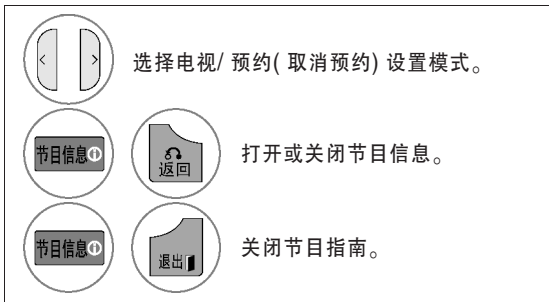 选择电视/ 预约( 取消预约) 设置模式。
节目信息 返回 打开或关闭节目信息。
节目信息 退出 关闭节目指南。